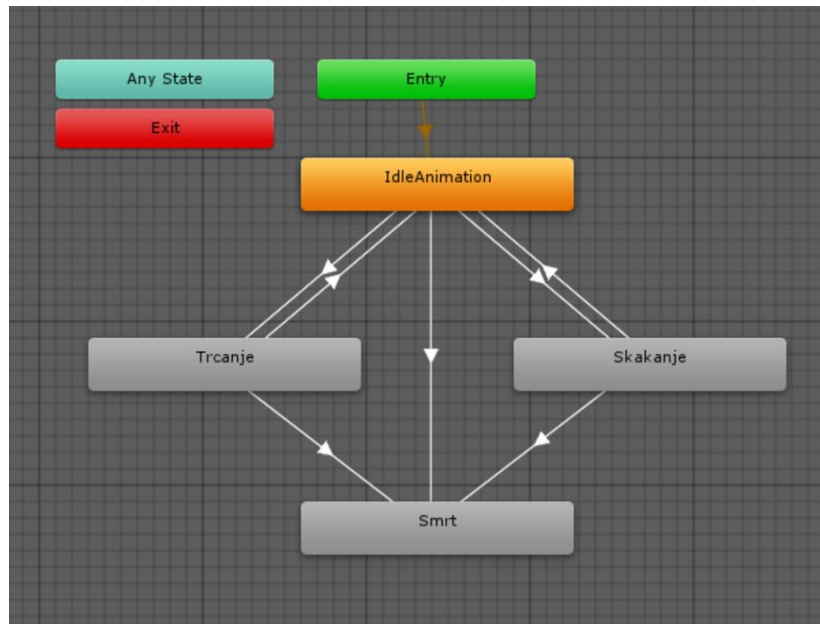 Any State
Entry
Exit
IdleAnimation
Trcanje
Skakanje
Smrt